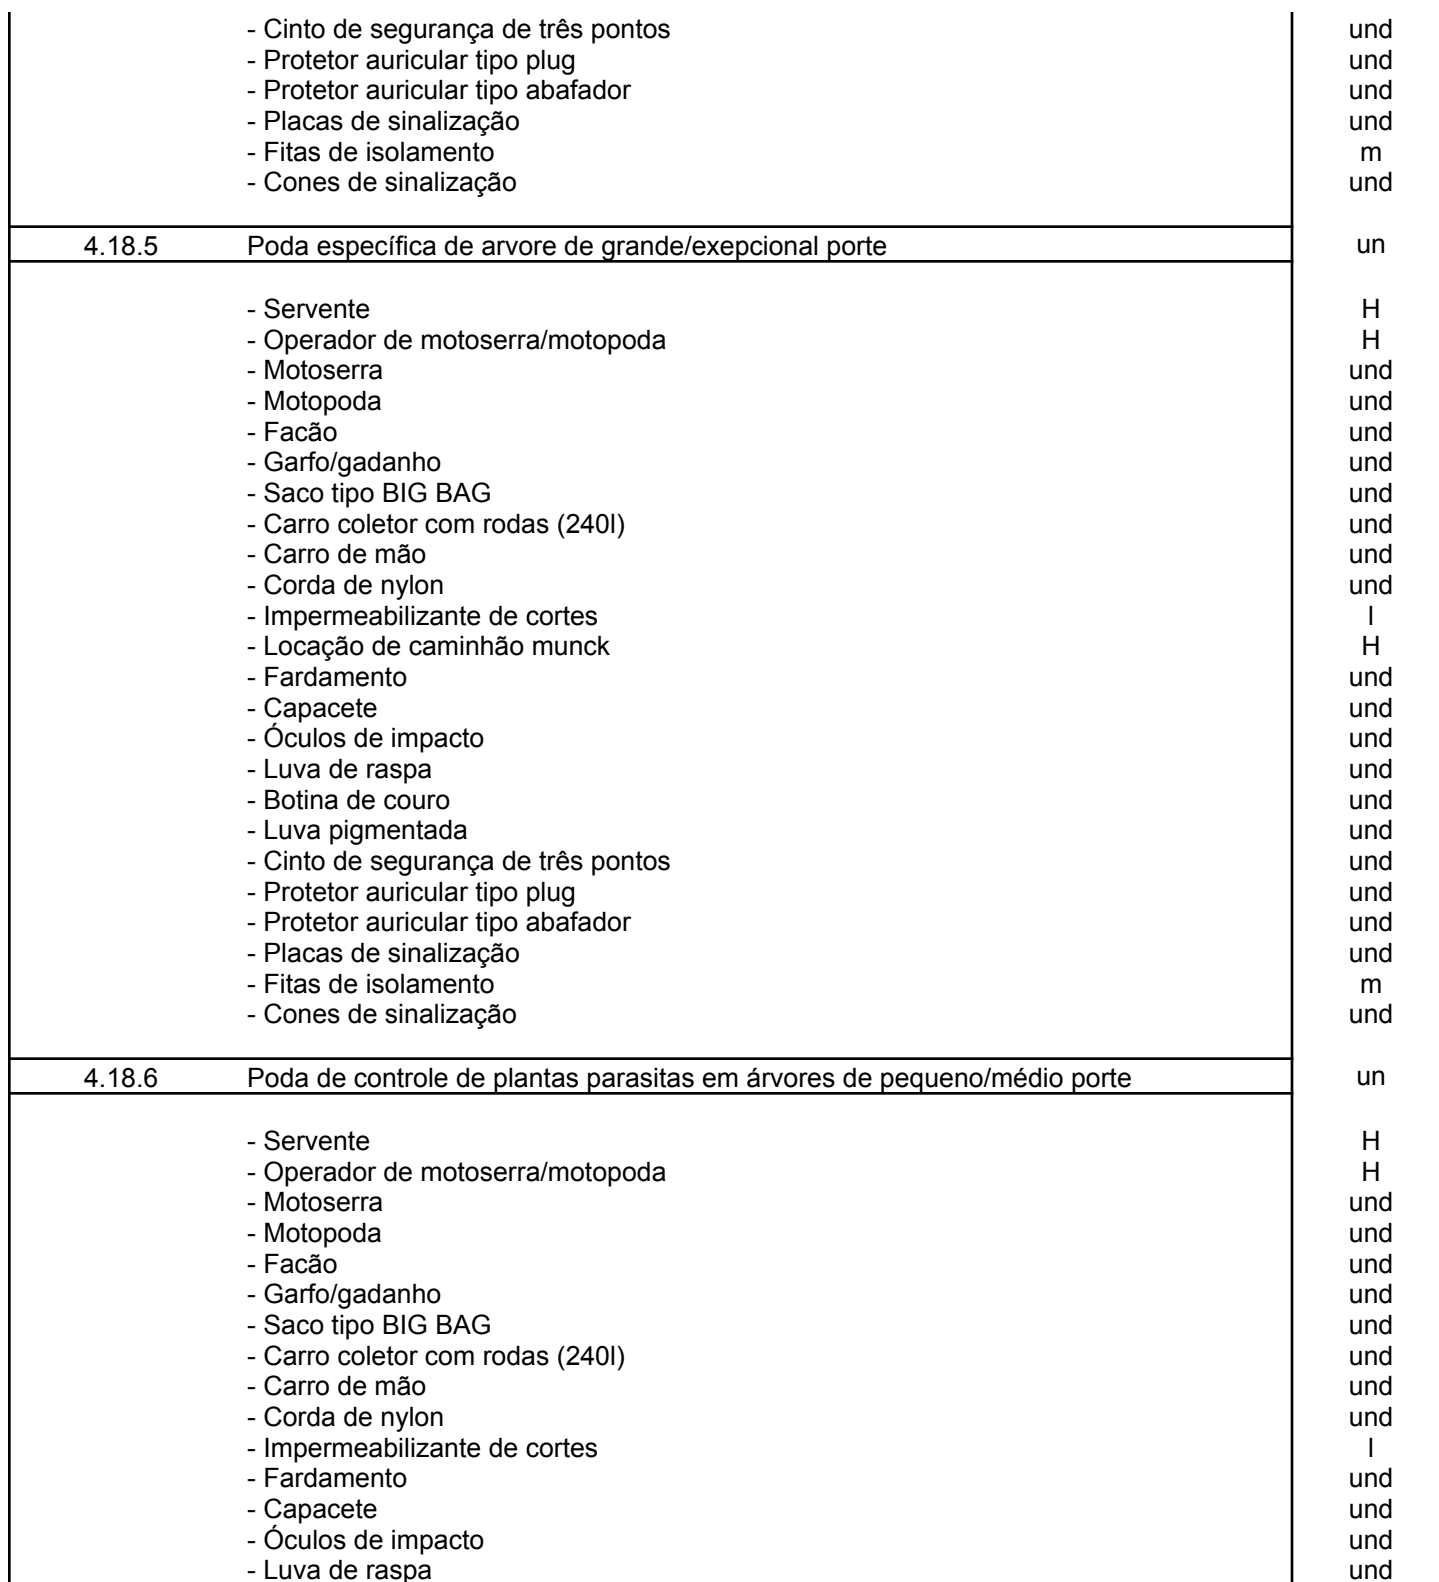 - Cinto de segurança de três pontos und
- Protetor auricular tipo plug und
- Protetor auricular tipo abafador und
- Placas de sinalização und
- Fitas de isolamento m
- Cones de sinalização und
4.18.5 Poda específica de arvore de grande/exepcional porte un
- Servente H
- Operador de motoserra/motopoda H
- Motoserra und
- Motopoda und
- Facão und
- Garfo/gadanho und
- Saco tipo BIG BAG und
- Carro coletor com rodas (240l) und
- Carro de mão und
- Corda de nylon und
- Impermeabilizante de cortes l
- Locação de caminhão munck H
- Fardamento und
- Capacete und
- Óculos de impacto und
- Luva de raspa und
- Botina de couro und
- Luva pigmentada und
- Cinto de segurança de três pontos und
- Protetor auricular tipo plug und
- Protetor auricular tipo abafador und
- Placas de sinalização und
- Fitas de isolamento m
- Cones de sinalização und
4.18.6 Poda de controle de plantas parasitas em árvores de pequeno/médio porte un
- Servente H
- Operador de motoserra/motopoda H
- Motoserra und
- Motopoda und
- Facão und
- Garfo/gadanho und
- Saco tipo BIG BAG und
- Carro coletor com rodas (240l) und
- Carro de mão und
- Corda de nylon und
- Impermeabilizante de cortes l
- Fardamento und
- Capacete und
- Óculos de impacto und
- Luva de raspa und